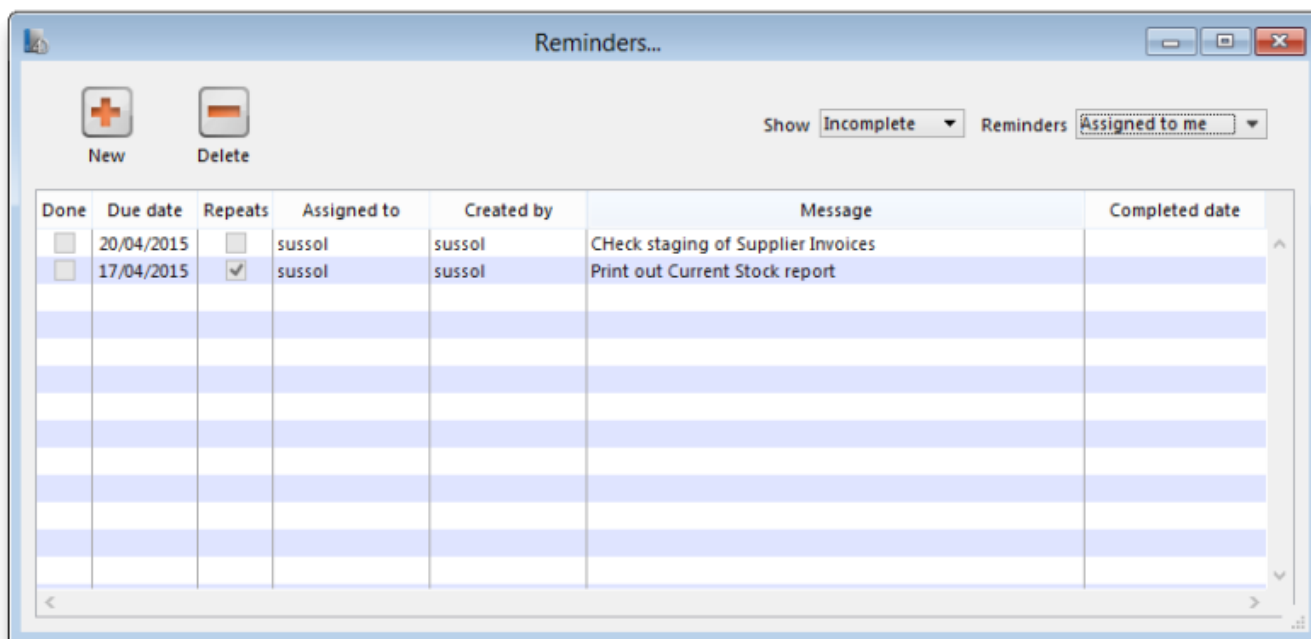 Reminders...
Show Incomplete Reminders Assigned to me
New Delete
Done Due date Repeats Assigned to Created by Message Completed date
20/04/2015 sussol sussol CHeck staging of Supplier Invoices
17/04/2015 sussol sussol Print out Current Stock report